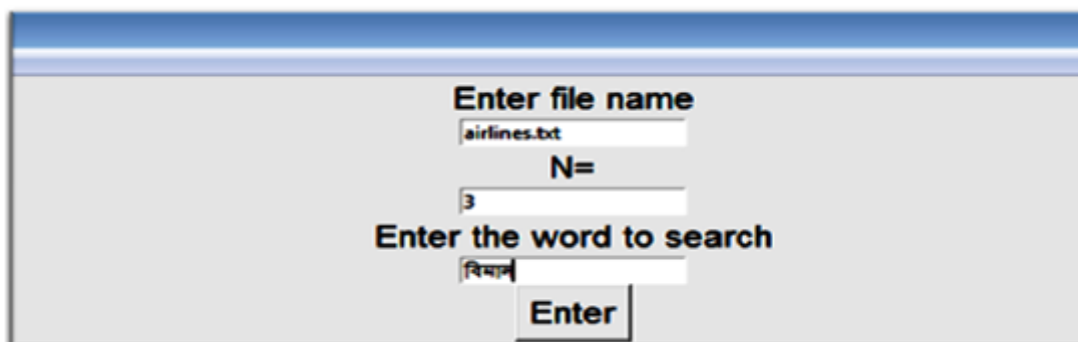 Enter file name
airlines.txt
N=
3
Enter the word to search
विमान
Enter